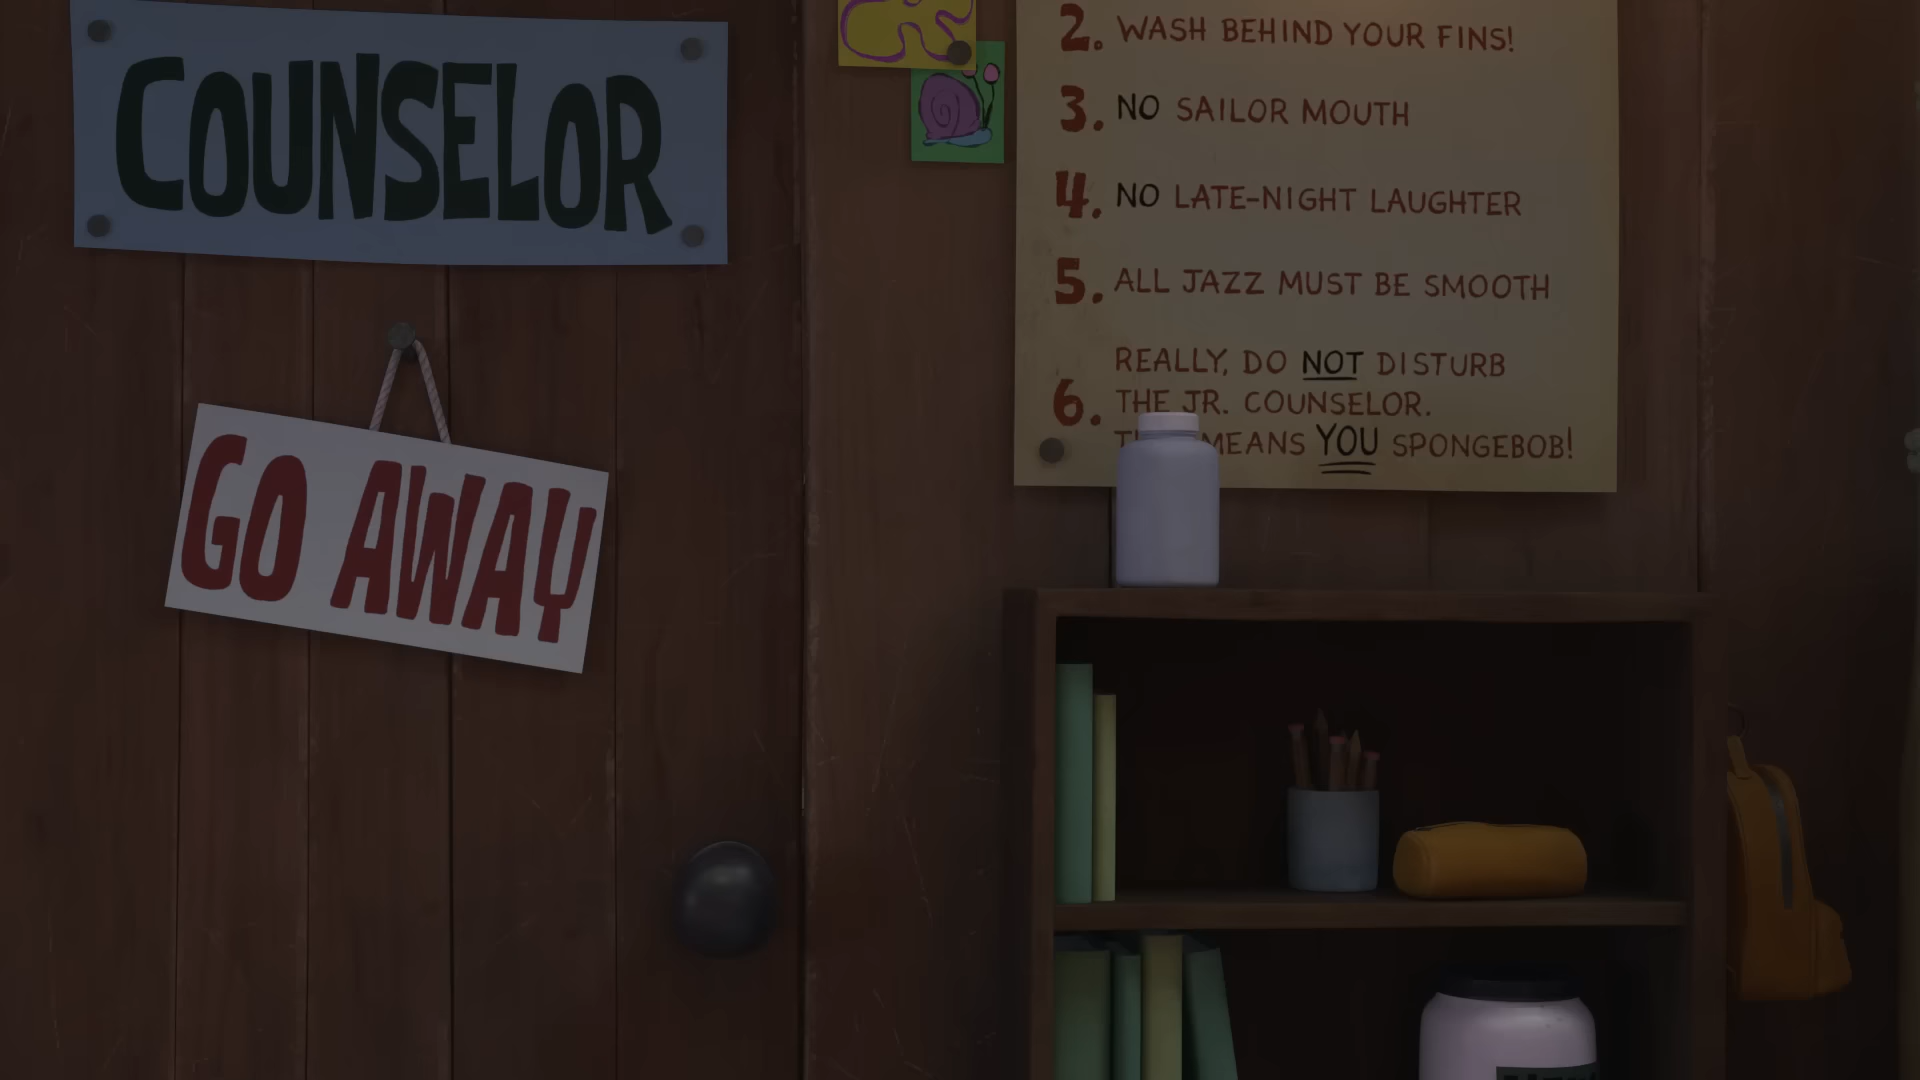 COUNSELOR
GO AWAY
2. WASH BEHIND YOUR FINS!
3. NO SAILOR MOUTH
4. NO LATE-NIGHT LAUGHTER
5. ALL JAZZ MUST BE SMOOTH
6. REALLY, DO NOT DISTURB
THE JR. COUNSELOR.
MEANS YOU SPONGEBOB!